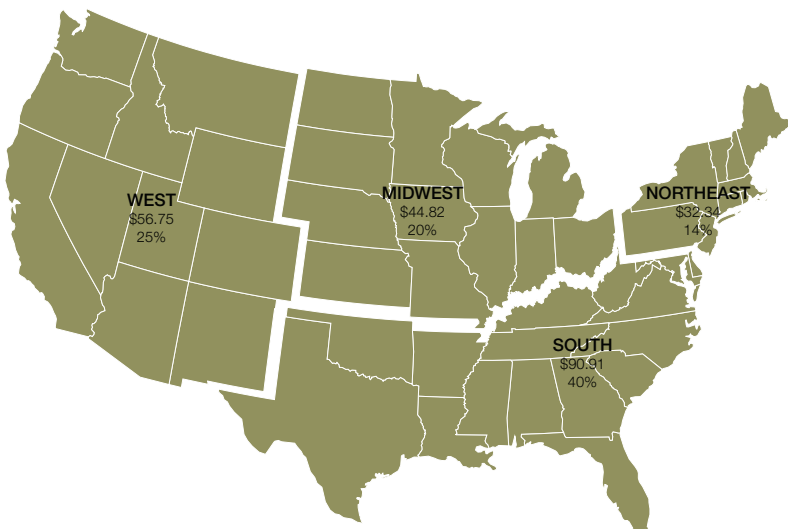 WEST
$56.75
25%
MIDWEST
$44.82
20%
NORTHEAST
$32.34
14%
SOUTH
$90.91
40%